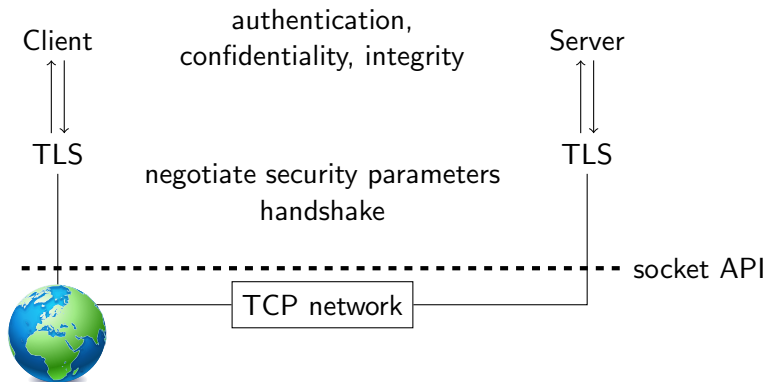 authentication,
Client
Server
confidentiality, integrity
TLS
TLS
negotiate security parameters
handshake
socket API
TCP network